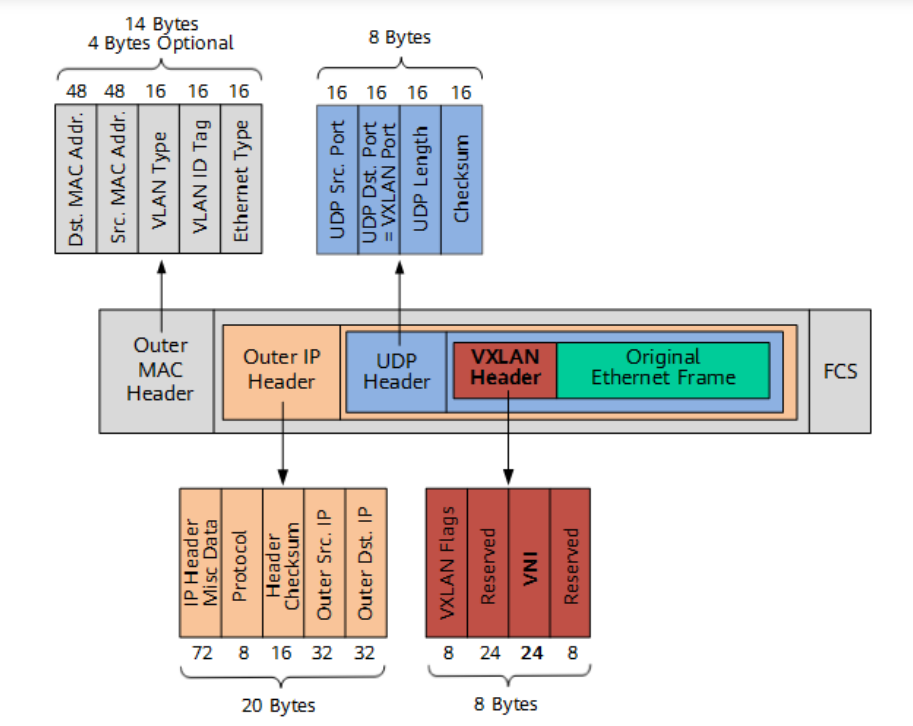 14 Bytes
4 Bytes Optional
8 Bytes
48 48 16 16 16
16 16 16 16
Dst. MAC Addr.
Src. MAC Addr.
VLAN Type
VLAN ID Tag
Ethernet Type
UDP Src. Port
UDP Dst. Port
= VXLAN Port
UDP Length
Checksum
Outer
MAC
Header
Outer IP
Header
UDP
Header
VXLAN
Header
Original
Ethernet Frame
FCS
IP Header
Misc Data
Protocol
Header
Checksum
Outer Src. IP
Outer Dst. IP
VXLAN Flags
Reserved
VNI
Reserved
72 8 16 32 32
8 24 24 8
20 Bytes
8 Bytes